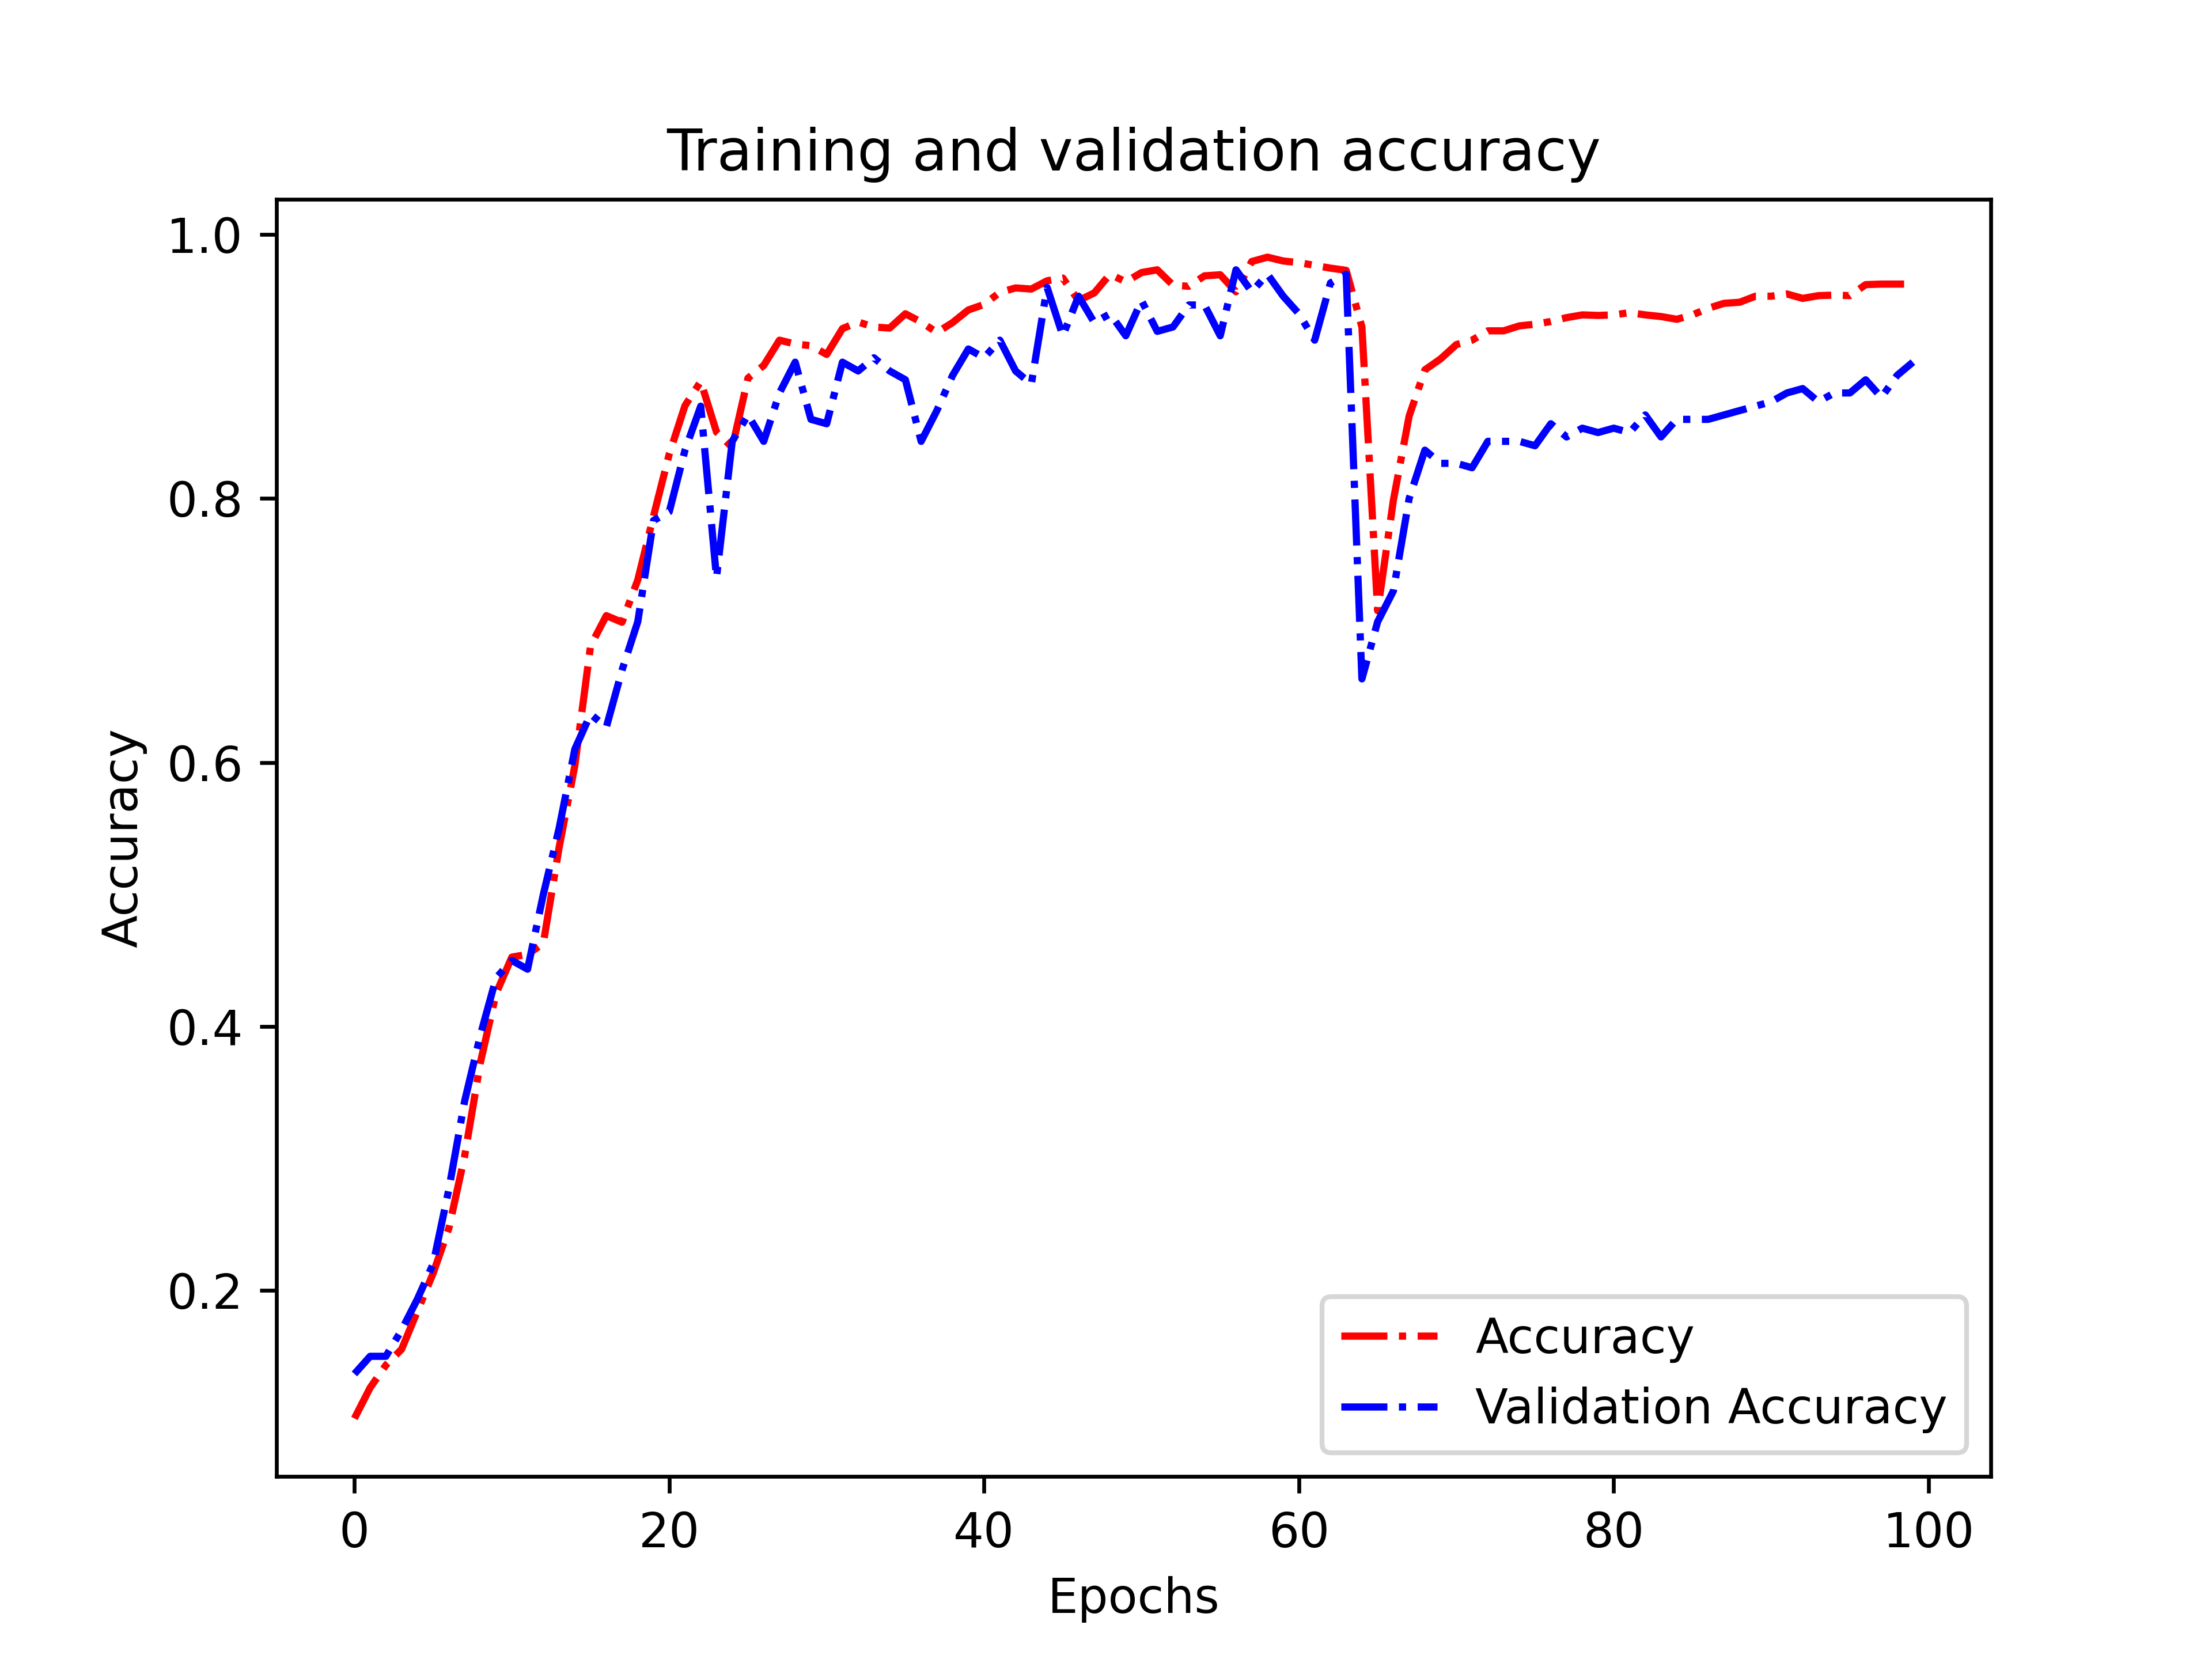 Training and validation accuracy
1.0
0.8
0.6
0.4
0.2
Accuracy
0 20 40 60 80 100
Epochs
Accuracy
Validation Accuracy